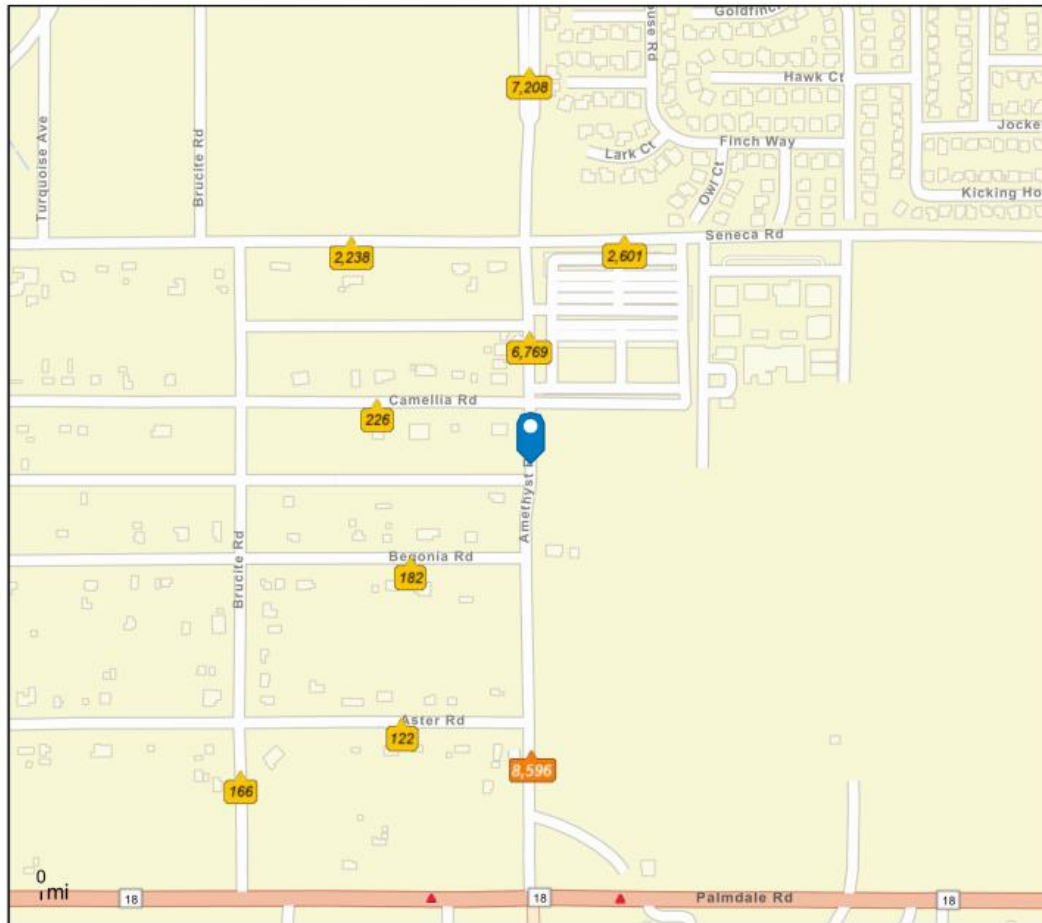 Goldfinc
ouse Rd
7,208
Hawk Ct
Turquoise Ave
Brucite Rd
Jocke
Finch Way
Lark Ct
Owl Ct
Kicking Ho
Seneca Rd
2,238
2,601
6,769
Camellia Rd
226
Amethyst
Begonia Rd
182
Brucite Rd
Aster Rd
122
8,596
166
0
mi
18
18
Palmdale Rd
18